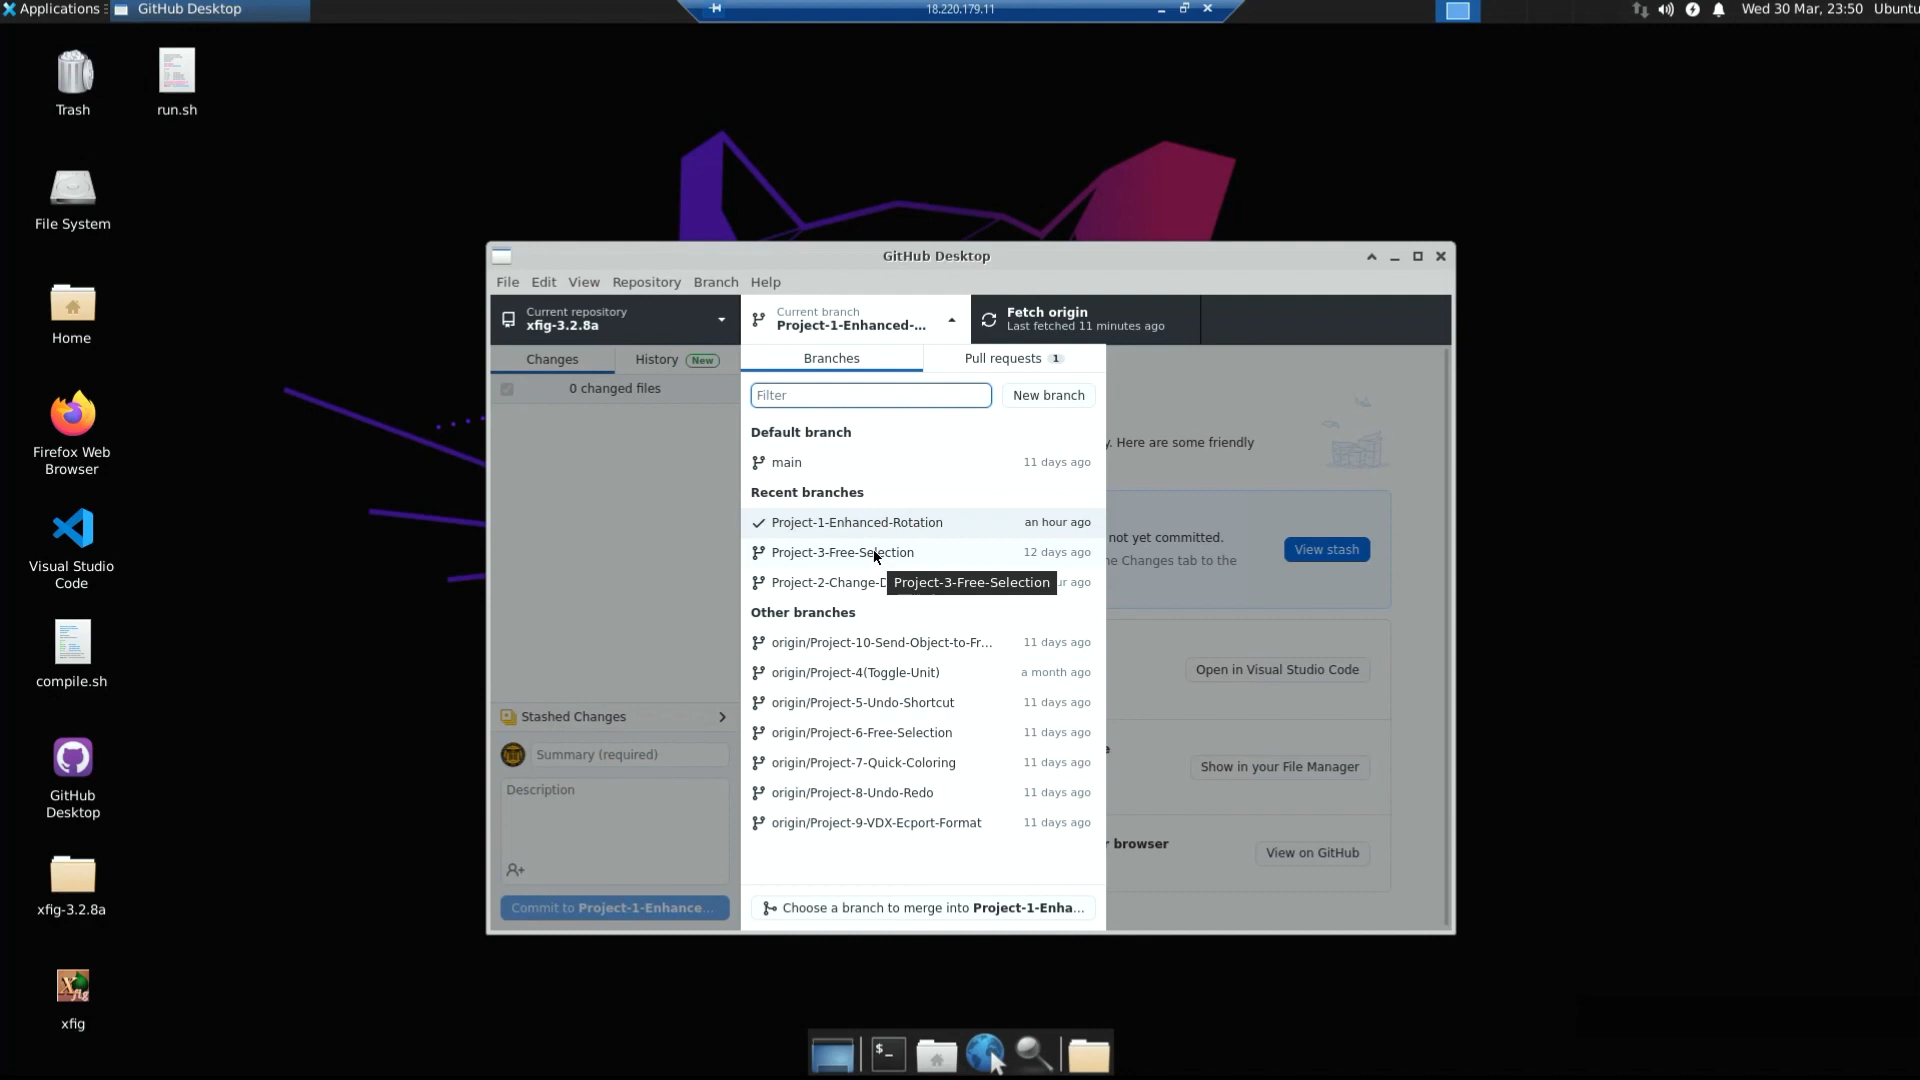 Applications
GitHub Desktop
18.220.179.11
Wed 30 Mar, 23:50
Ubuntu
Trash
run.sh
File System
Home
Firefox Web
Browser
Visual Studio
Code
compile.sh
GitHub
Desktop
xfig-3.2.8a
xfig
GitHub Desktop
File Edit View Repository Branch Help
Current repository
xfig-3.2.8a
Current branch
Project-1-Enhanced-...
Fetch origin
Last fetched 11 minutes ago
Changes
History New
0 changed files
Branches
Pull requests 1
Filter
New branch
Default branch
main 11 days ago
Recent branches
Project-1-Enhanced-Rotation an hour ago
Project-3-Free-Selection 12 days ago
Project-2-Change-D
Project-3-Free-Selection
ur ago
Other branches
origin/Project-10-Send-Object-to-Fr... 11 days ago
origin/Project-4(Toggle-Unit) a month ago
origin/Project-5-Undo-Shortcut 11 days ago
origin/Project-6-Free-Selection 11 days ago
origin/Project-7-Quick-Coloring 11 days ago
origin/Project-8-Undo-Redo 11 days ago
origin/Project-9-VDX-Ecport-Format 11 days ago
Choose a branch to merge into Project-1-Enha...
y. Here are some friendly
not yet committed.
he Changes tab to the
View stash
Open in Visual Studio Code
e
Show in your File Manager
r browser
View on GitHub
Stashed Changes
Summary (required)
Description
Commit to Project-1-Enhance...
$_